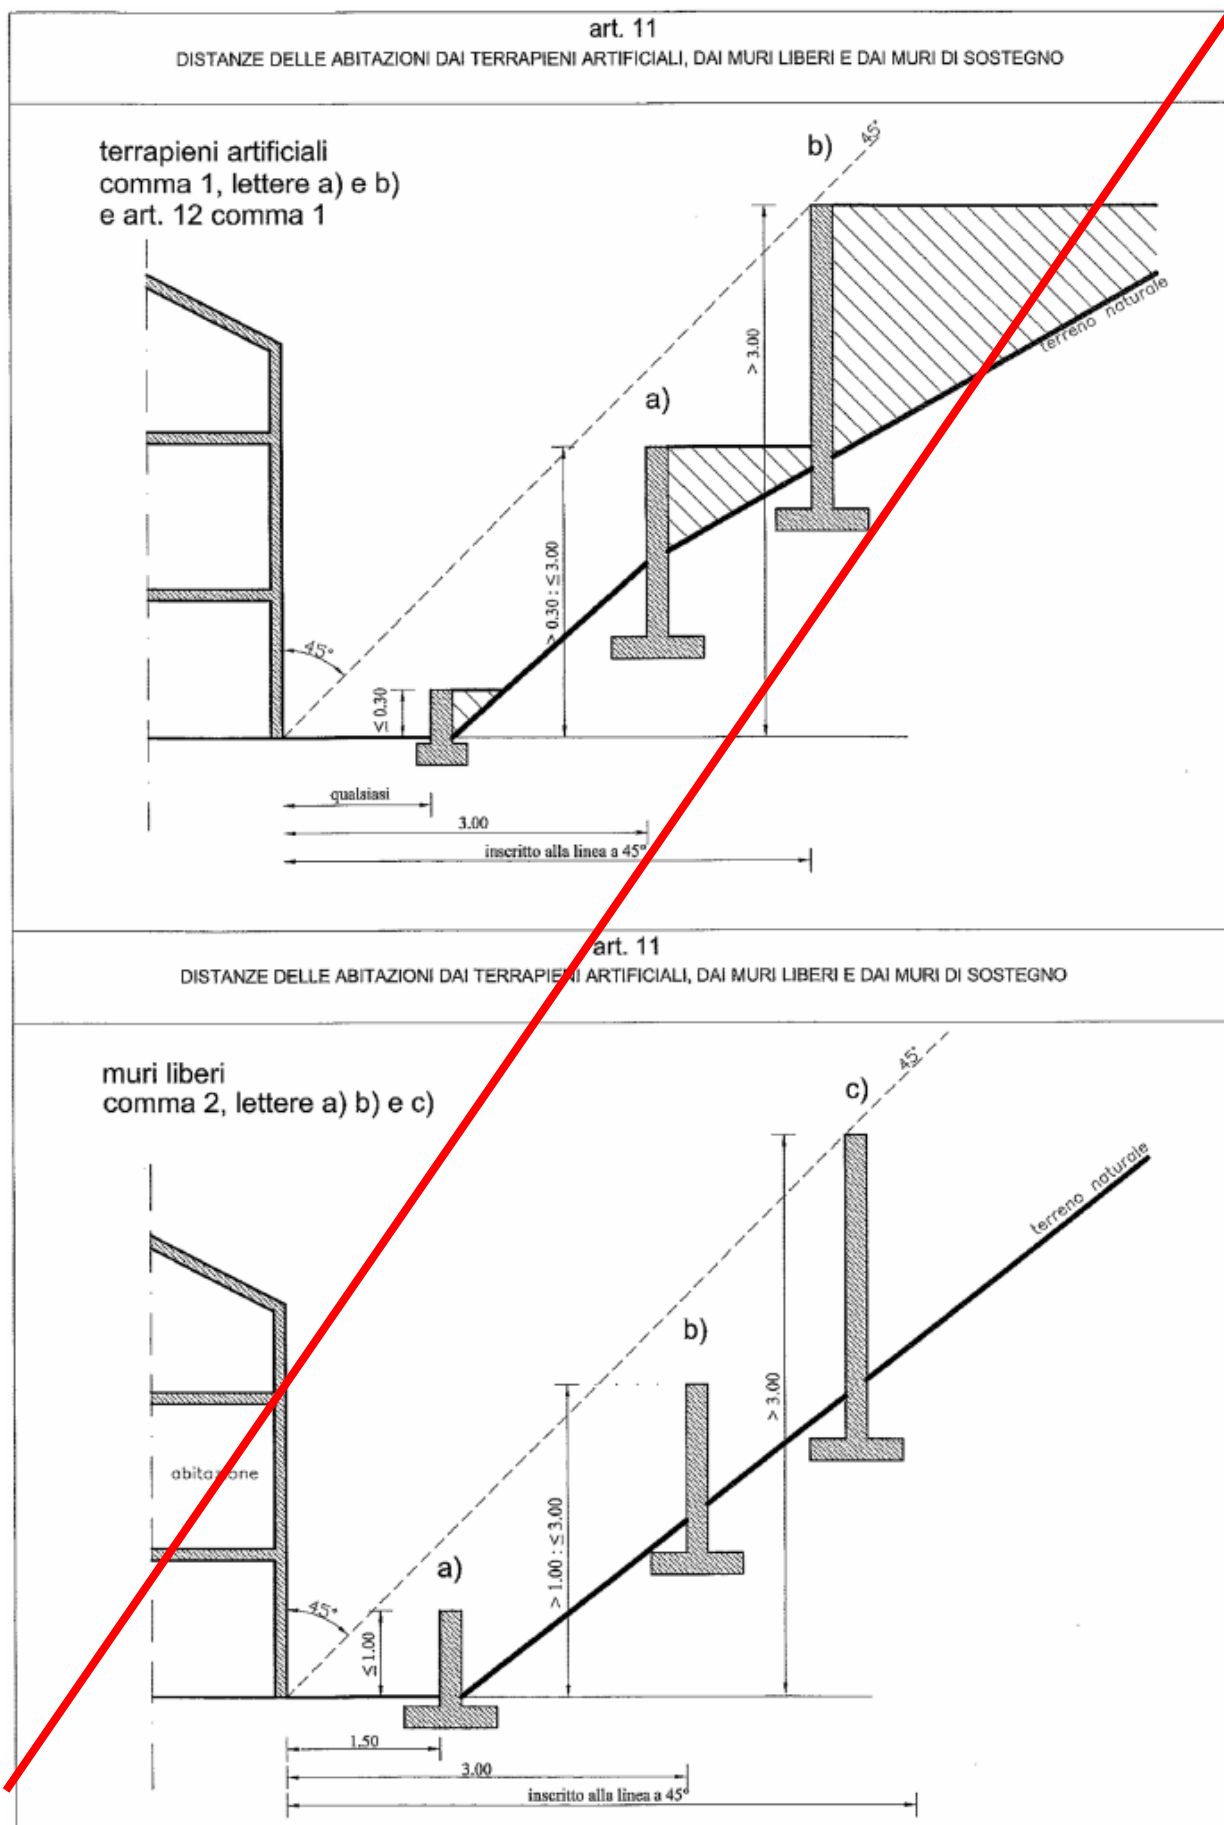 art. 11
DISTANZE DELLE ABITAZIONI DAI TERRAPIENI ARTIFICIALI, DAI MURI LIBERI E DAI MURI DI SOSTEGNO
terrapieni artificiali
comma 1, lettere a) e b)
e art. 12 comma 1
b)
45°
> 3.00
terreno naturale
a)
> 0.30 : ≤ 3.00
45°
≤ 0.30
qualsiasi
3.00
inscritto alla linea a 45°
art. 11
DISTANZE DELLE ABITAZIONI DAI TERRAPIENI ARTIFICIALI, DAI MURI LIBERI E DAI MURI DI SOSTEGNO
muri liberi
comma 2, lettere a) b) e c)
45°
c)
terreno naturale
b)
> 3.00
abitazione
> 1.00 : ≤ 3.00
a)
45°
≤ 1.00
1.50
3.00
inscritto alla linea a 45°